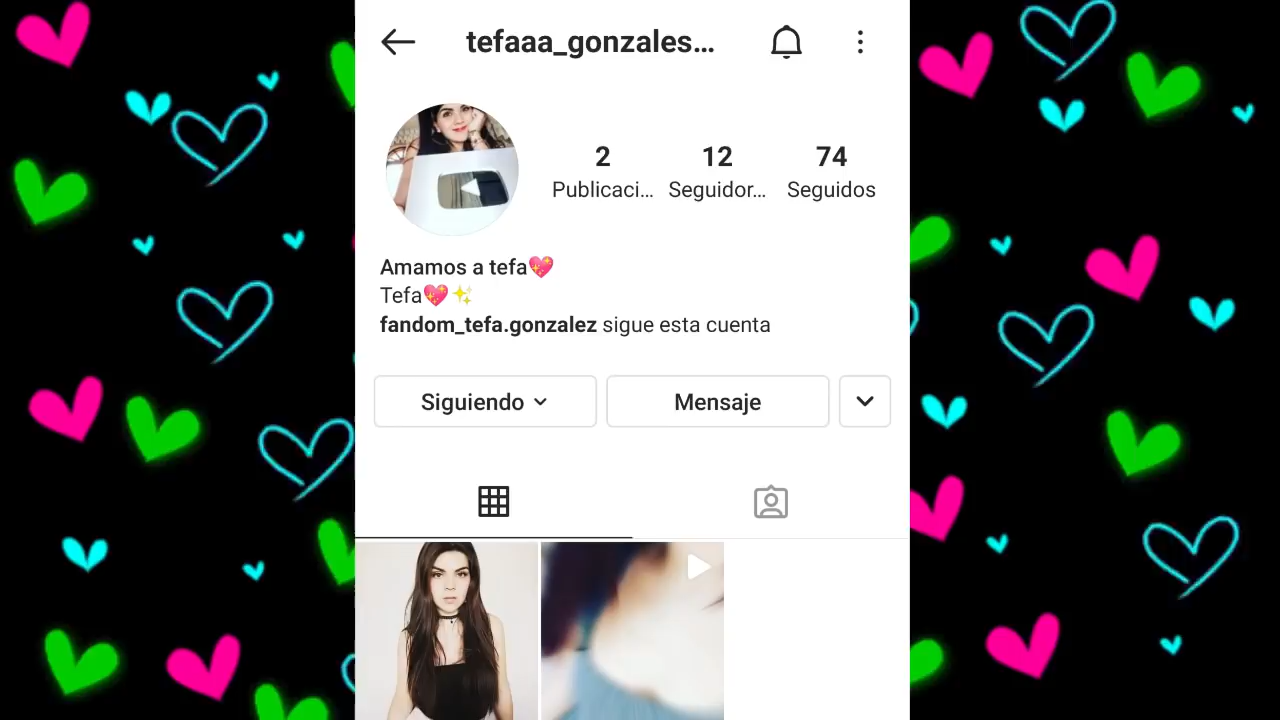 tefaaa_gonzales...
2 12 74
Publicaci... Seguidor... Seguidos
Amamos a tefa💖
Tefa💖✨
fandom_tefa.gonzalez sigue esta cuenta
Siguiendo Mensaje